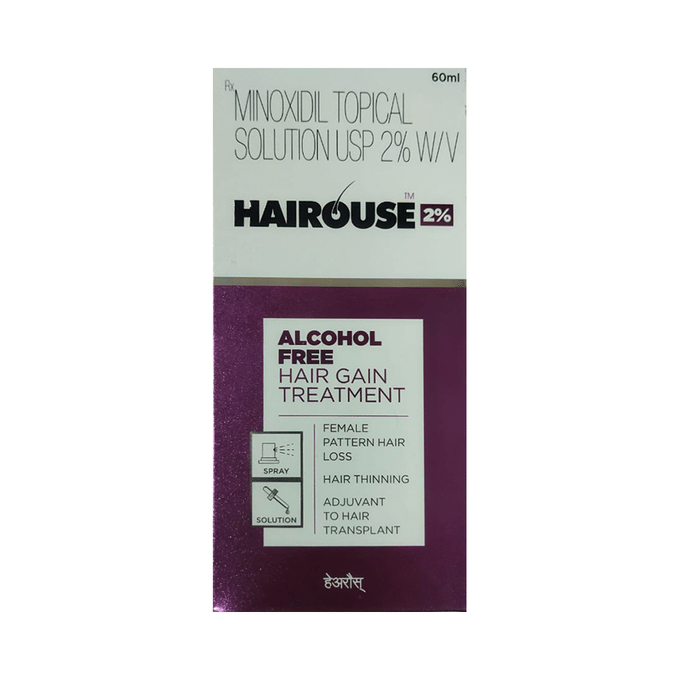 60ml
Rx
MINOXIDIL TOPICAL
SOLUTION USP 2% W/V
HAIROUSE™ 2%
ALCOHOL
FREE
HAIR GAIN
TREATMENT
FEMALE
PATTERN HAIR
LOSS
HAIR THINNING
ADJUVANT
TO HAIR
TRANSPLANT
SPRAY
SOLUTION
हेअरौस्